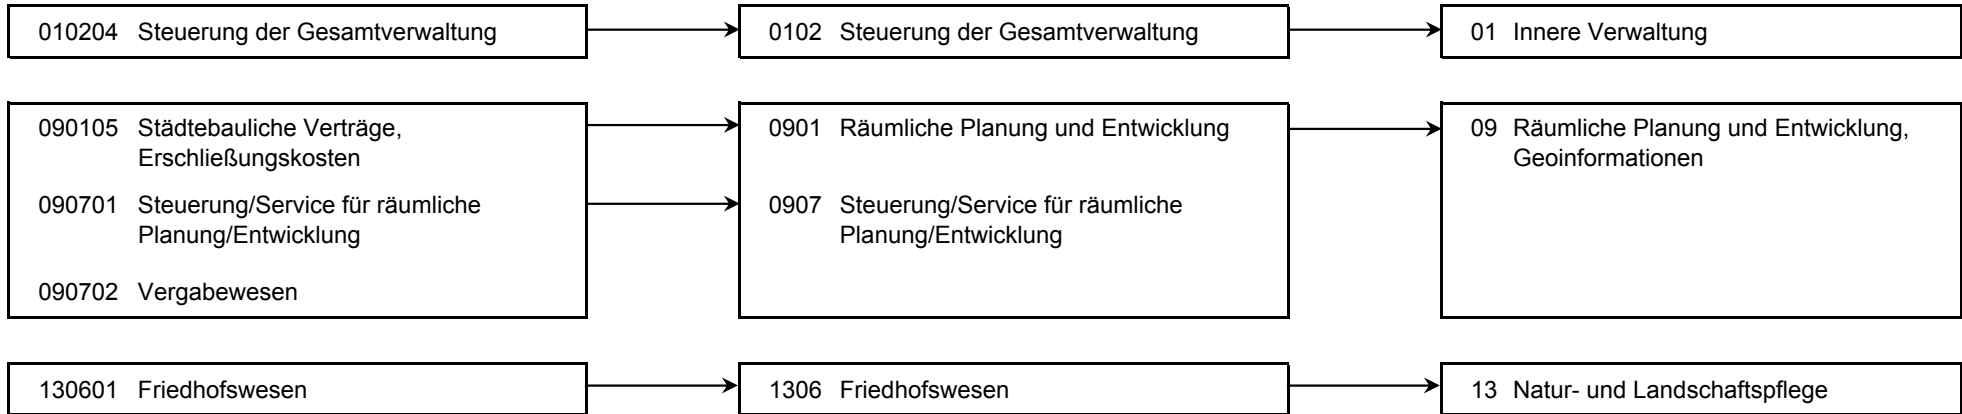 010204 Steuerung der Gesamtverwaltung
0102 Steuerung der Gesamtverwaltung
01 Innere Verwaltung
090105 Städtebauliche Verträge,
Erschließungskosten
090701 Steuerung/Service für räumliche
Planung/Entwicklung
090702 Vergabewesen
0901 Räumliche Planung und Entwicklung
0907 Steuerung/Service für räumliche
Planung/Entwicklung
09 Räumliche Planung und Entwicklung,
Geoinformationen
130601 Friedhofswesen
1306 Friedhofswesen
13 Natur- und Landschaftspflege